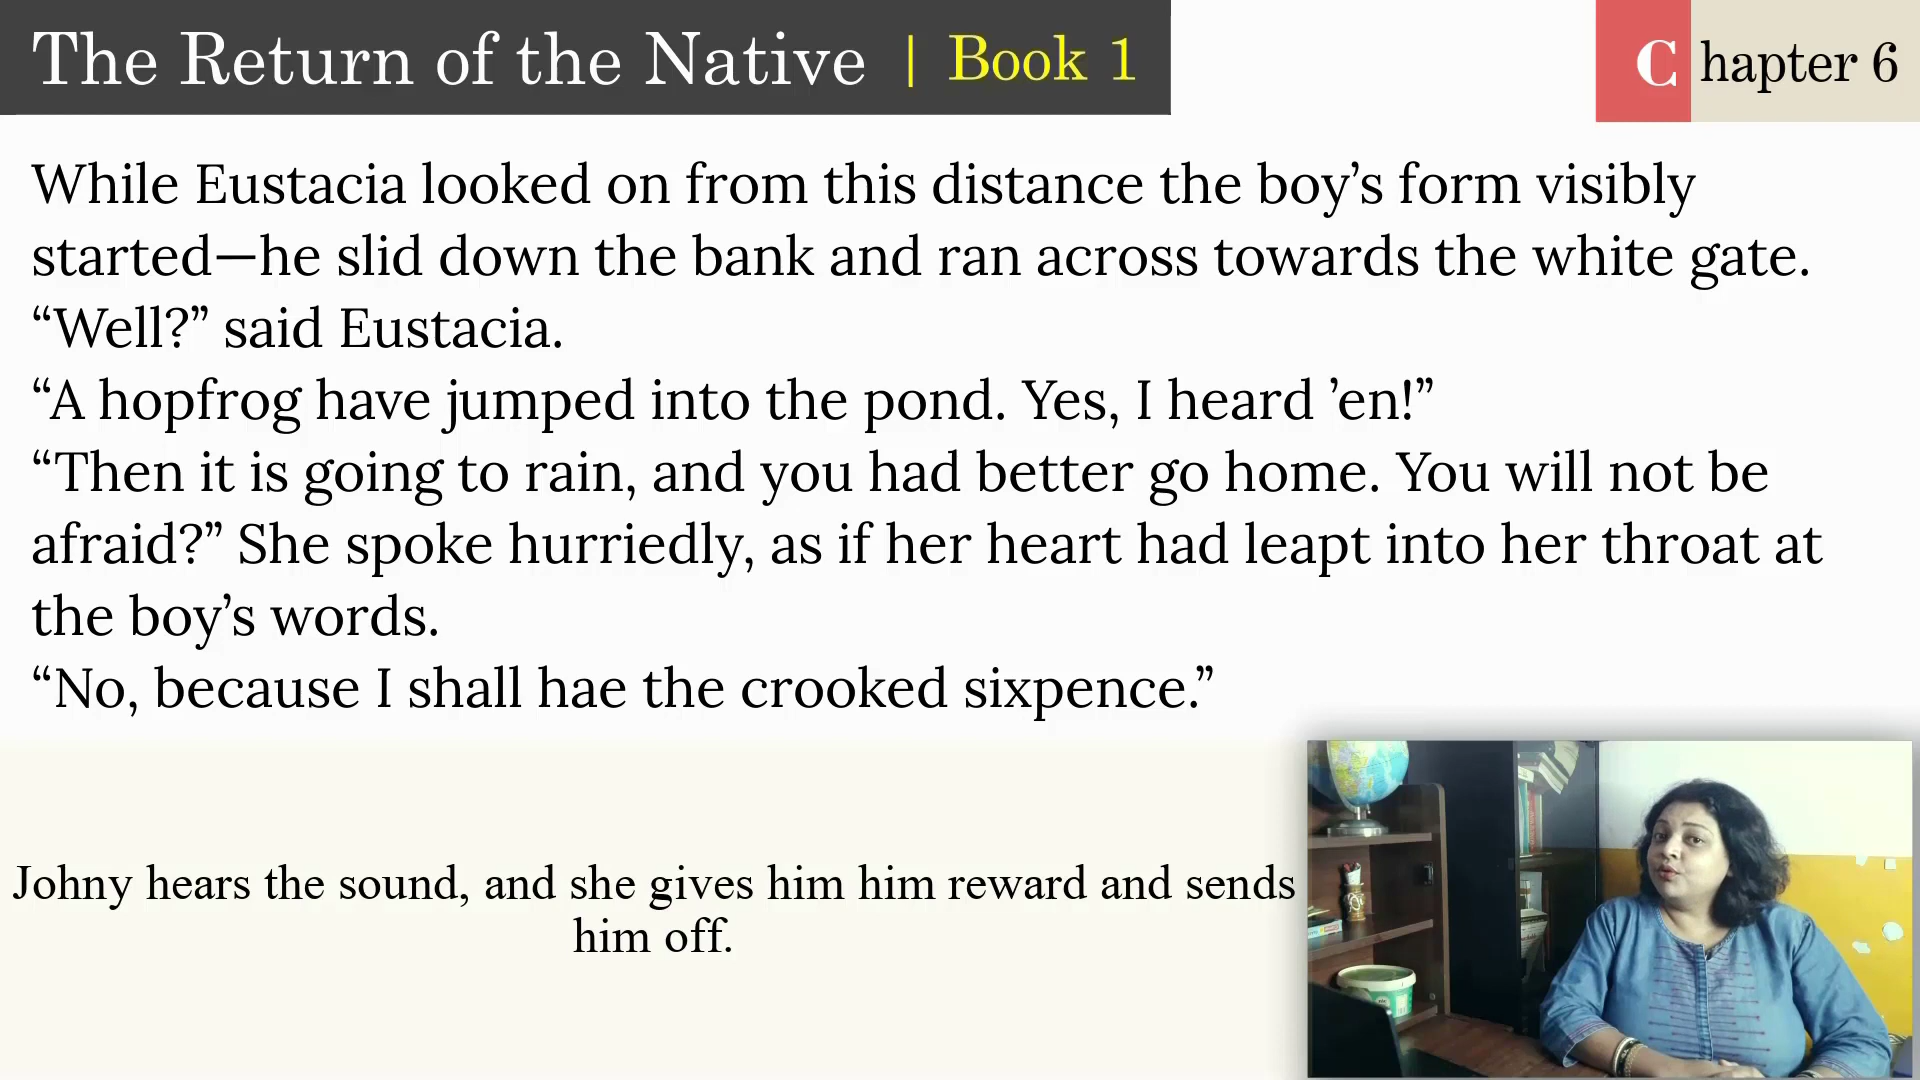 The Return of the Native | Book 1
Chapter 6
While Eustacia looked on from this distance the boy’s form visibly
started—he slid down the bank and ran across towards the white gate.
“Well?” said Eustacia.
“A hopfrog have jumped into the pond. Yes, I heard ’en!”
“Then it is going to rain, and you had better go home. You will not be
afraid?” She spoke hurriedly, as if her heart had leapt into her throat at
the boy’s words.
“No, because I shall hae the crooked sixpence.”
Johny hears the sound, and she gives him him reward and sends
him off.